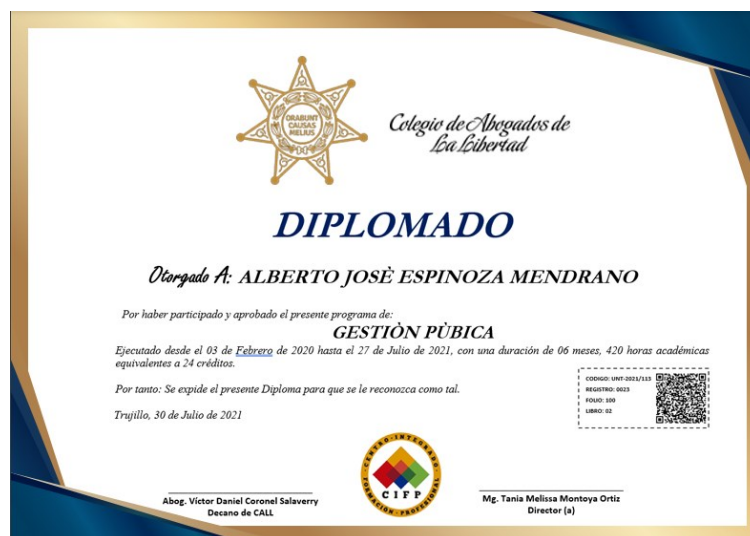 ORABUNT
CAUSAS
MELIUS
Colegio de Abogados de
La Libertad
DIPLOMADO
Otorgado A: ALBERTO JOSÈ ESPINOZA MENDRANO
Por haber participado y aprobado el presente programa de:
GESTIÒN PÙBICA
Ejecutado desde el 03 de Febrero de 2020 hasta el 27 de Julio de 2021, con una duración de 06 meses, 420 horas académicas
equivalentes a 24 créditos.
Por tanto: Se expide el presente Diploma para que se le reconozca como tal.
Trujillo, 30 de Julio de 2021
CODIGO: UNT-2021/113
REGISTRO: 0023
FOLIO: 100
LIBRO: 02
CENTRO INTEGRADO
CIFP
FORMACIÓN PROFESIONAL
Abog. Víctor Daniel Coronel Salaverry
Decano de CALL
Mg. Tania Melissa Montoya Ortiz
Director (a)